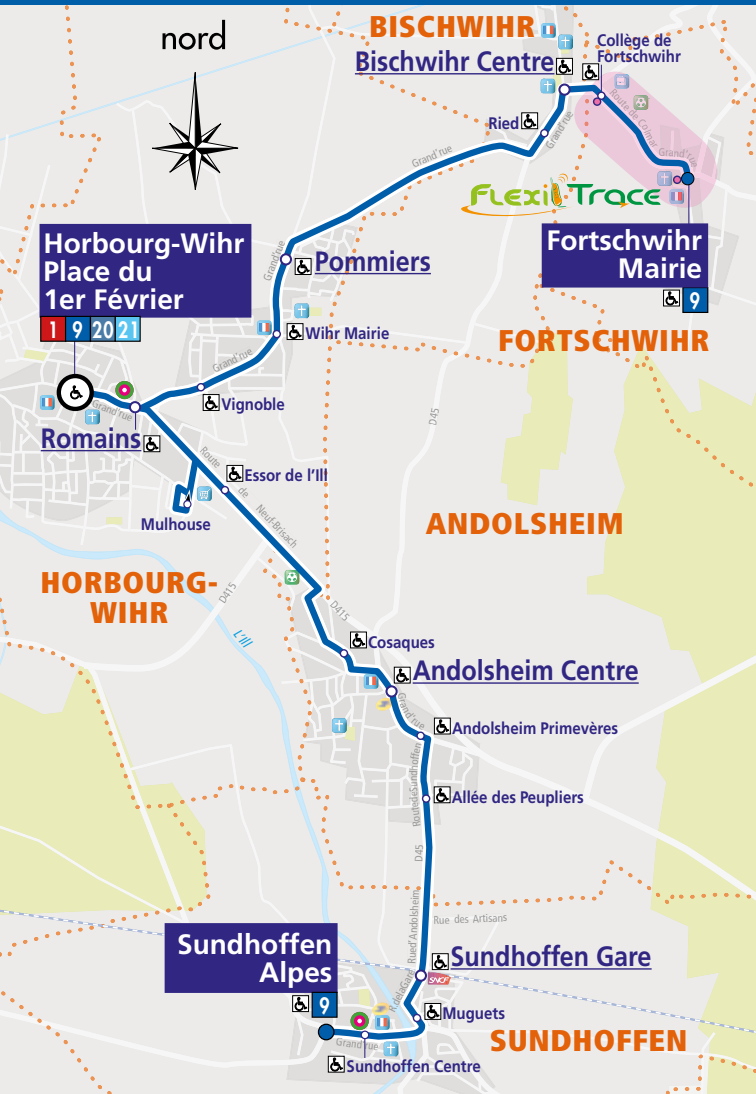 nord
BISCHWIHR
Bischwihr Centre
Collège de
Fortschwihr
Route de Colmar
Grand'rue
Ried
Grand'rue
Grand'rue
Flexi Trace
Horbourg-Wihr
Place du
1er Février
1 9 20 21
Grand'rue
Pommiers
Fortschwihr
Mairie
9
Wihr Mairie
FORTSCHWIHR
Grand'rue
Vignoble
D45
Grand'rue
Romains
Route
de
Neuf-Brisach
Essor de l'Ill
Mulhouse
ANDOLSHEIM
HORBOURG-
WIHR
D415
D415
L'Ill
Cosaques
Andolsheim Centre
Grand'rue
Andolsheim Primevères
Route de Sundhoffen
Allée des Peupliers
D45
Rue d'Andolsheim
Rue des Artisans
Sundhoffen
Alpes
9
Sundhoffen Gare
SNCF
R. de la Gare
Muguets
SUNDHOFFEN
Grand'rue
Sundhoffen Centre